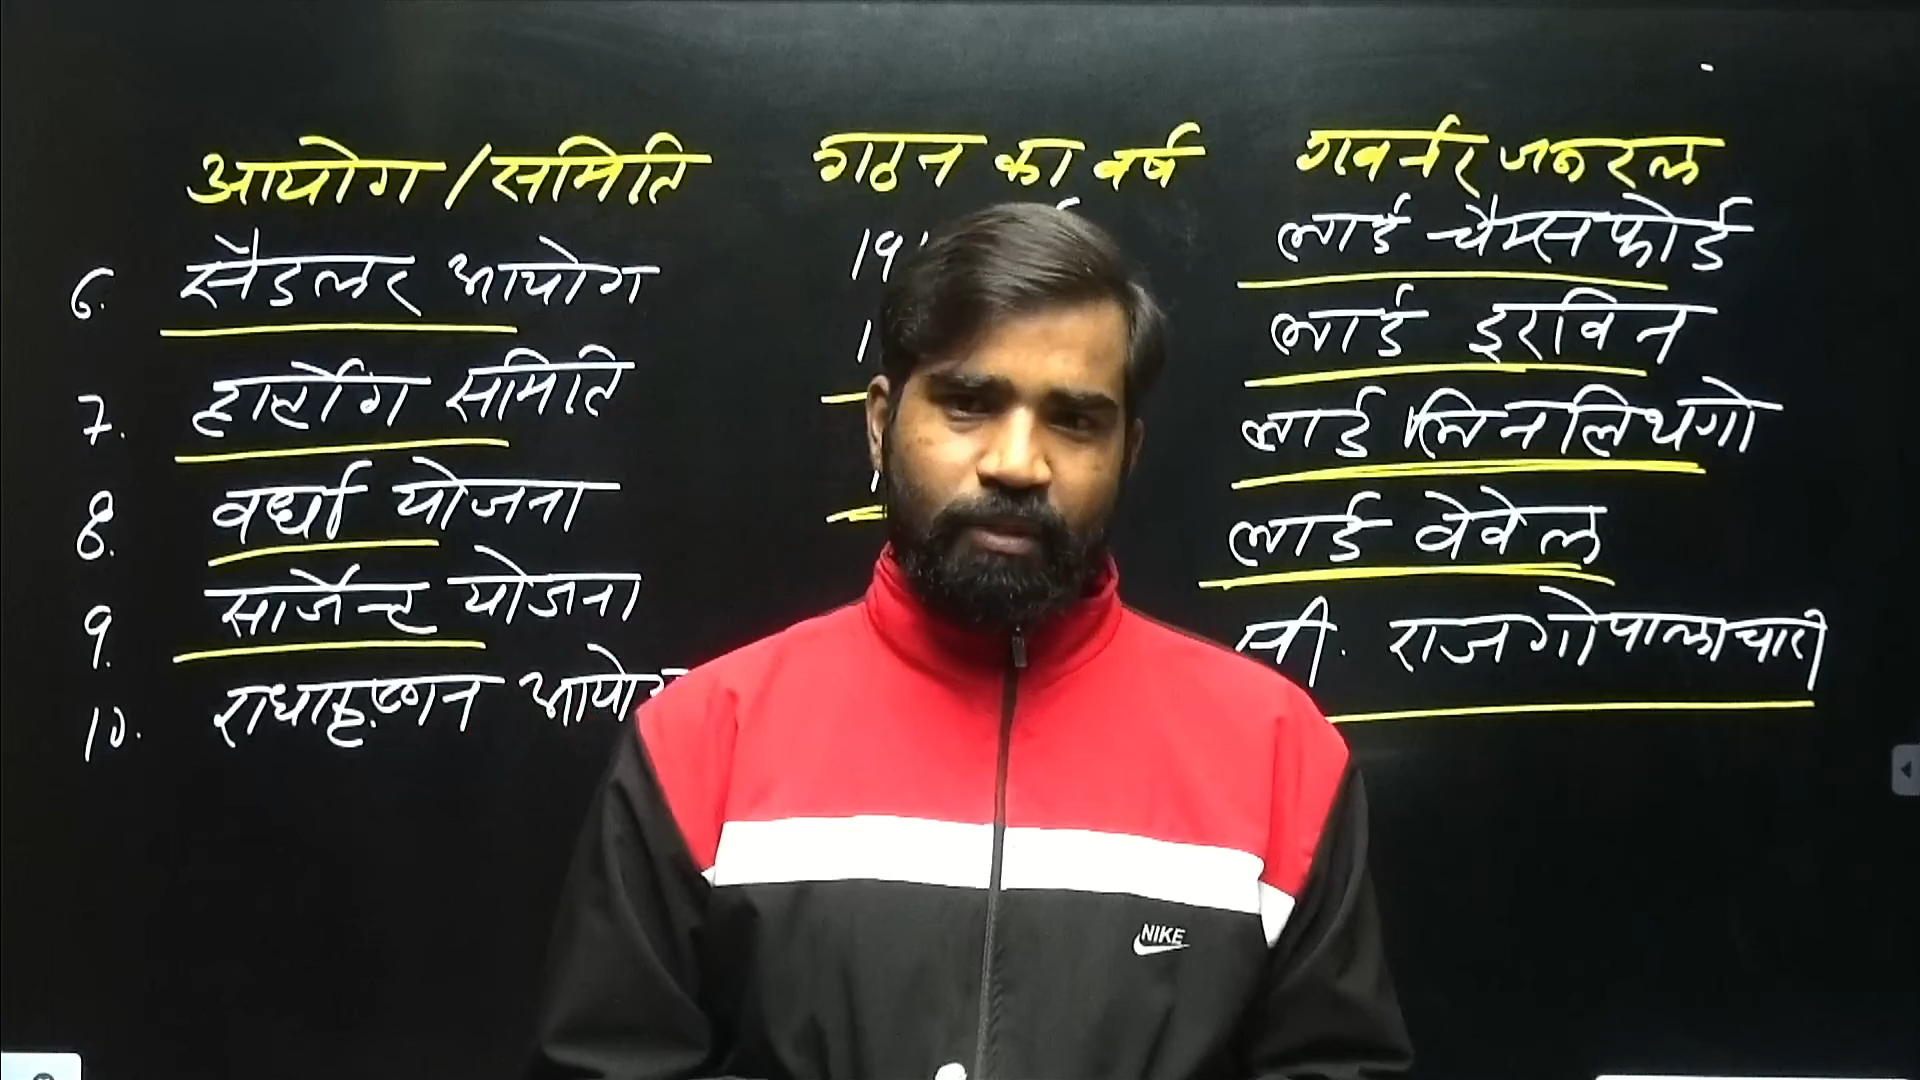 आयोग/समिति गठन का वर्ष गवर्नर जनरल
6. सैडलर आयोग लार्ड चैम्सफोर्ड
7. हार्टोग समिति लार्ड इरविन
8. वर्धा योजना लार्ड लिनलिथगो
9. सार्जेन्ट योजना लार्ड वेवेल
10. राधाकृष्णन सी. राजगोपालाचारी
NIKE